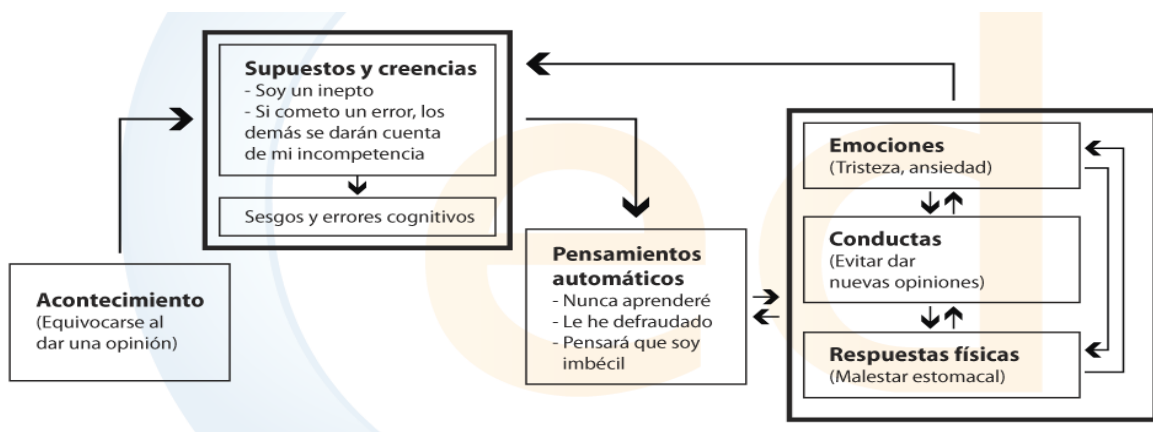 Supuestos y creencias
- Soy un inepto
- Si cometo un error, los
demás se darán cuenta
de mi incompetencia
Sesgos y errores cognitivos
Acontecimiento
(Equivocarse al
dar una opinión)
Pensamientos
automáticos
- Nunca aprenderé
- Le he defraudado
- Pensará que soy
imbécil
Emociones
(Tristeza, ansiedad)
Conductas
(Evitar dar
nuevas opiniones)
Respuestas físicas
(Malestar estomacal)
ed